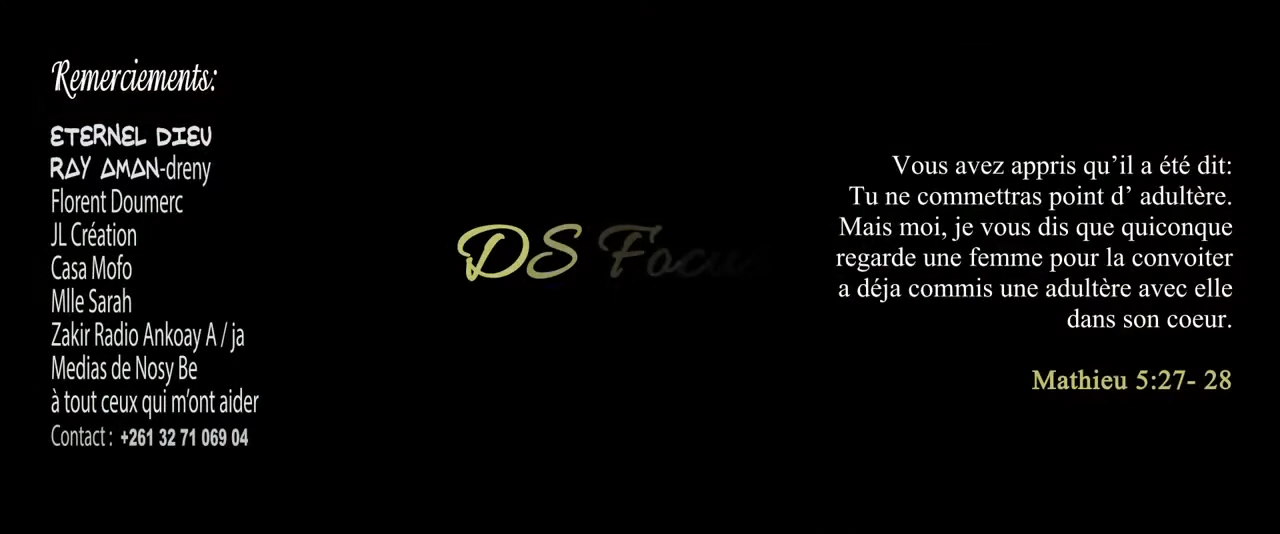 Remerciements:
ETERNEL DIEU
RAY AMAN-dreny
Florent Doumerc
JL Création
Casa Mofo
Mlle Sarah
Zakir Radio Ankoay A / ja
Medias de Nosy Be
à tout ceux qui m'ont aider
Contact : +261 32 71 069 04
DS Focus
Vous avez appris qu'il a été dit:
Tu ne commettras point d' adultère.
Mais moi, je vous dis que quiconque
regarde une femme pour la convoiter
a déja commis une adultère avec elle
dans son coeur.
Mathieu 5:27- 28